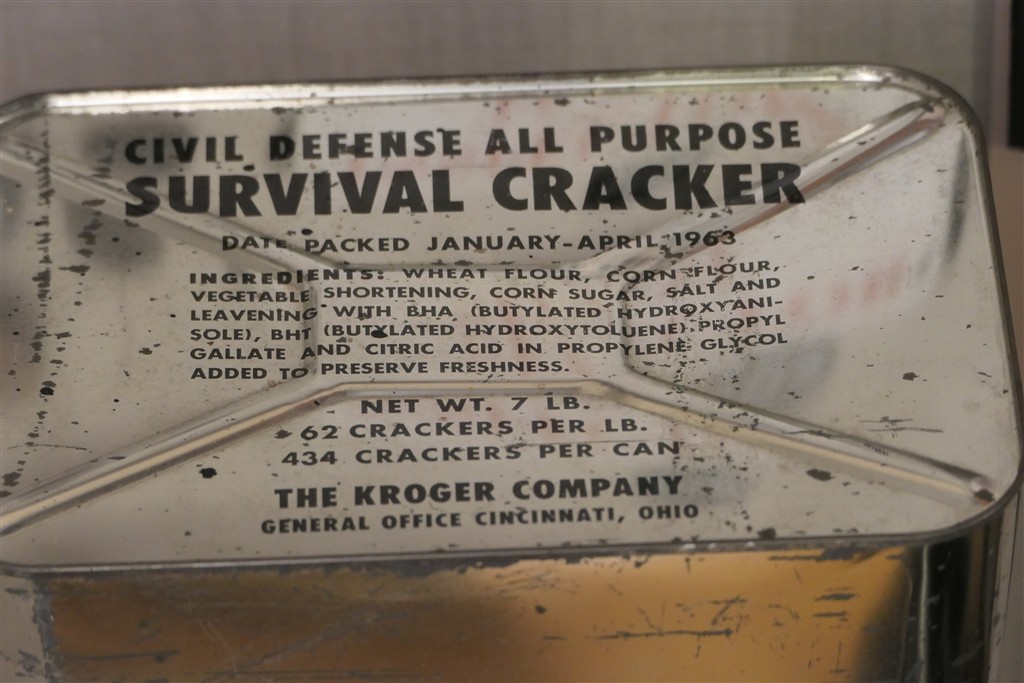 CIVIL DEFENSE ALL PURPOSE
SURVIVAL CRACKER
DATE PACKED JANUARY-APRIL, 1963
INGREDIENTS: WHEAT FLOUR, CORN FLOUR,
VEGETABLE SHORTENING, CORN SUGAR, SALT AND
LEAVENING WITH BHA (BUTYLATED HYDROXYANI-
SOLE), BHT (BUTYLATED HYDROXYTOLUENE) PROPYL
GALLATE AND CITRIC ACID IN PROPYLENE GLYCOL
ADDED TO PRESERVE FRESHNESS.
NET WT. 7 LB.
62 CRACKERS PER LB.
434 CRACKERS PER CAN
THE KROGER COMPANY
GENERAL OFFICE CINCINNATI, OHIO